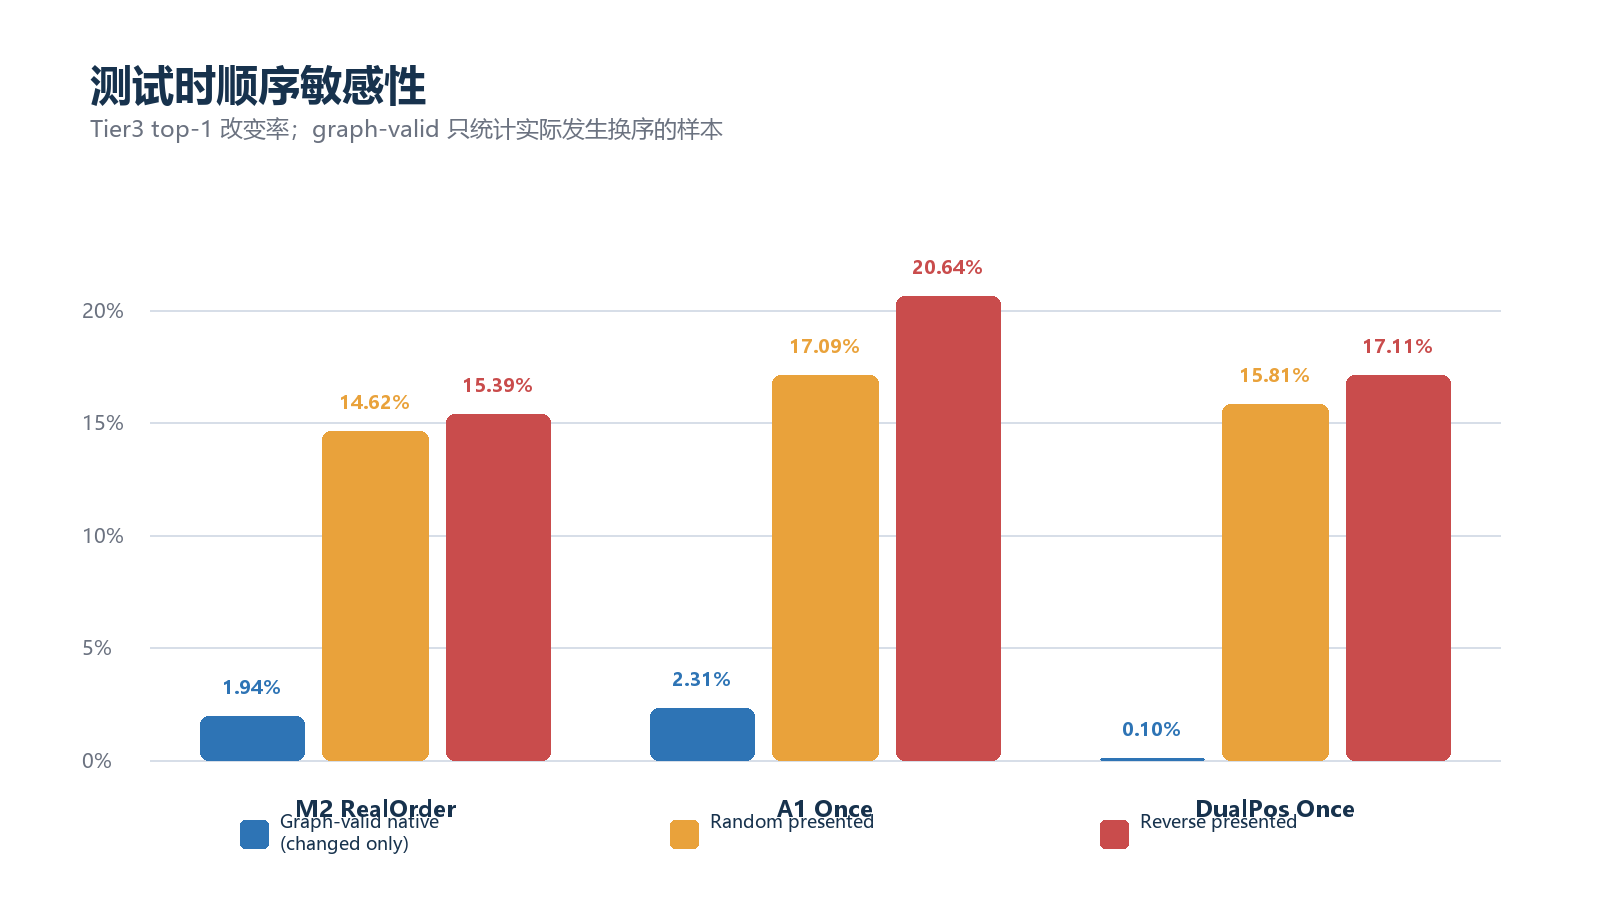 测试时顺序敏感性
Tier3 top-1 改变率；graph-valid 只统计实际发生换序的样本
20.64%
20%
17.09%
17.11%
15.81%
15.39%
14.62%
15%
10%
5%
1.94%
2.31%
0.10%
0%
M2 RealOrder
A1 Once
DualPos Once
Graph-valid native
(changed only)
Random presented
Reverse presented